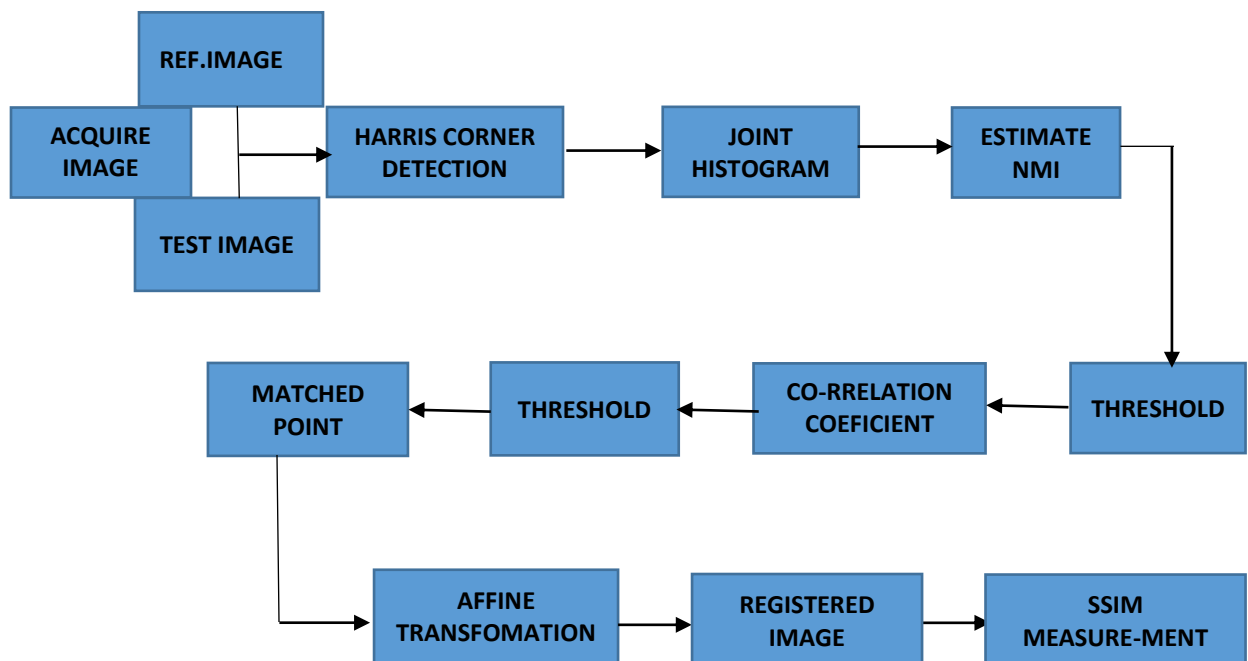 REF.IMAGE
ACQUIRE
IMAGE
TEST IMAGE
HARRIS CORNER
DETECTION
JOINT
HISTOGRAM
ESTIMATE
NMI
THRESHOLD
CO-RRELATION
COEFICIENT
THRESHOLD
MATCHED
POINT
AFFINE
TRANSFOMATION
REGISTERED
IMAGE
SSIM
MEASURE-MENT